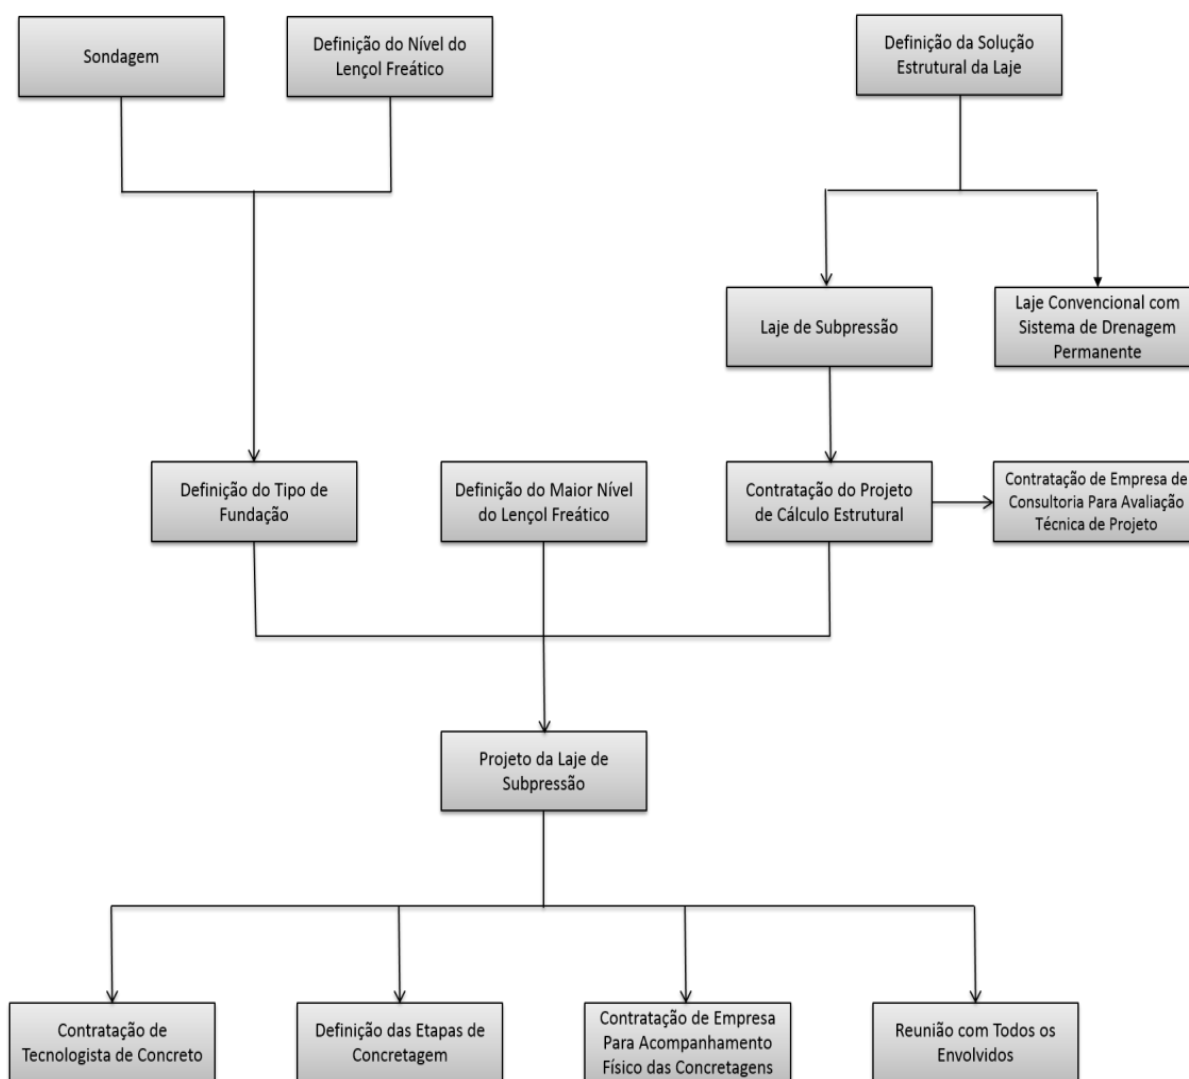 Sondagem
Definição do Nível do
Lençol Freático
Definição da Solução
Estrutural da Laje
Laje de Subpressão
Laje Convencional com
Sistema de Drenagem
Permanente
Definição do Tipo de
Fundação
Definição do Maior Nível
do Lençol Freático
Contratação do Projeto
de Cálculo Estrutural
Contratação de Empresa de
Consultoria Para Avaliação
Técnica de Projeto
Projeto da Laje de
Subpressão
Contratação de
Tecnologista de Concreto
Definição das Etapas de
Concretagem
Contratação de Empresa
Para Acompanhamento
Físico das Concretagens
Reunião com Todos os
Envolvidos